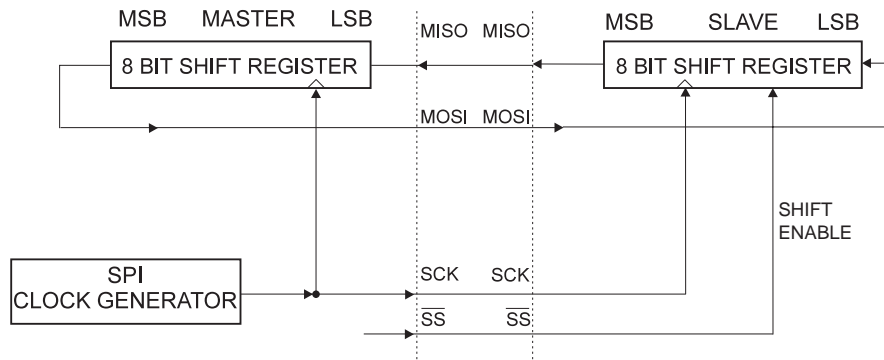 MSB MASTER LSB
MISO MISO
MSB SLAVE LSB
8 BIT SHIFT REGISTER
8 BIT SHIFT REGISTER
MOSI MOSI
SHIFT
ENABLE
SPI
CLOCK GENERATOR
SCK SCK
SS SS